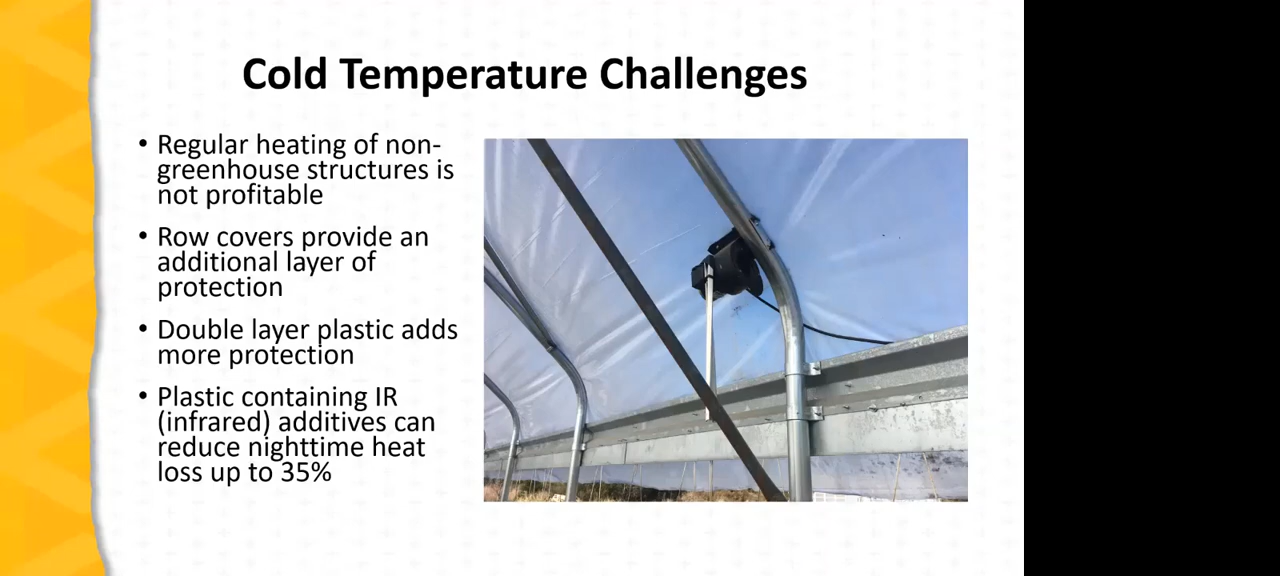 Cold Temperature Challenges
• Regular heating of non-
greenhouse structures is
not profitable
• Row covers provide an
additional layer of
protection
• Double layer plastic adds
more protection
• Plastic containing IR
(infrared) additives can
reduce nighttime heat
loss up to 35%